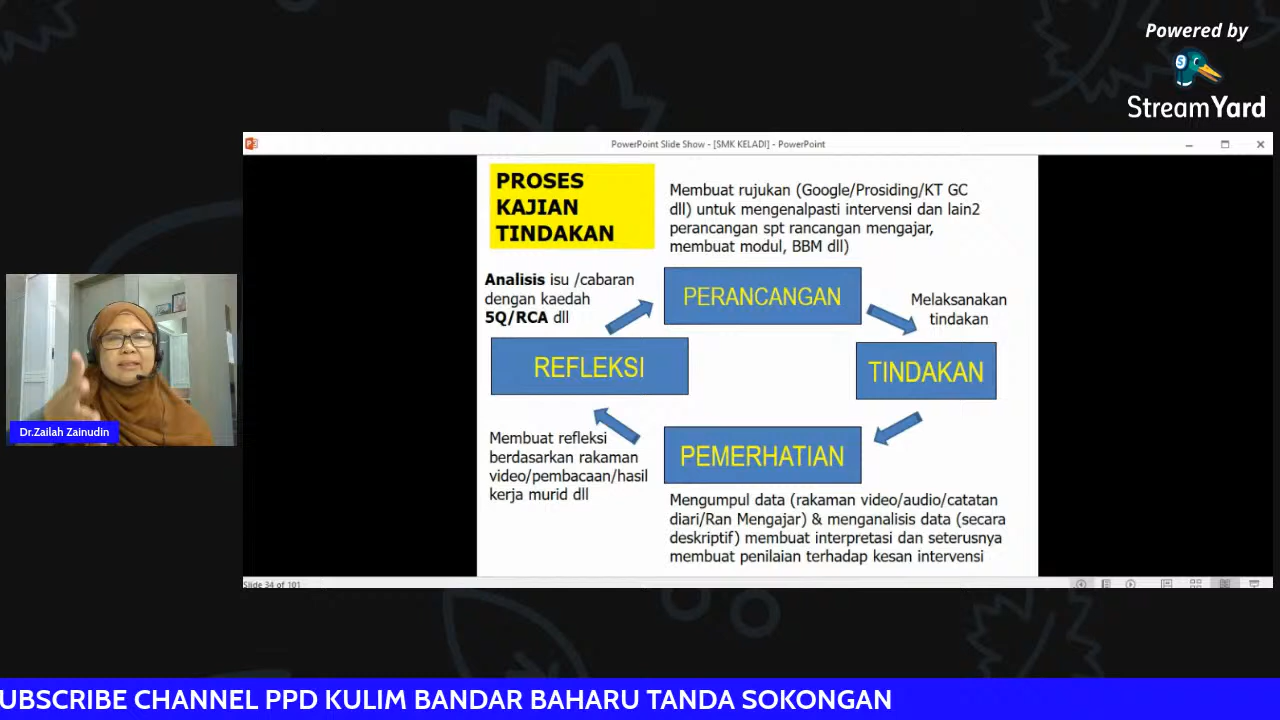 Powered by
StreamYard
PowerPoint Slide Show - [SMK KELADI] - PowerPoint
PROSES
KAJIAN
TINDAKAN
Membuat rujukan (Google/Prosiding/KT GC
dll) untuk mengenalpasti intervensi dan lain2
perancangan spt rancangan mengajar,
membuat modul, BBM dll)
Analisis isu /cabaran
dengan kaedah
5Q/RCA dll
PERANCANGAN
Melaksanakan
tindakan
REFLEKSI
TINDAKAN
Membuat refleksi
berdasarkan rakaman
video/pembacaan/hasil
kerja murid dll
PEMERHATIAN
Mengumpul data (rakaman video/audio/catatan
diari/Ran Mengajar) & menganalisis data (secara
deskriptif) membuat interpretasi dan seterusnya
membuat penilaian terhadap kesan intervensi
Slide 34 of 101
Dr.Zailah Zainudin
UBSCRIBE CHANNEL PPD KULIM BANDAR BAHARU TANDA SOKONGAN